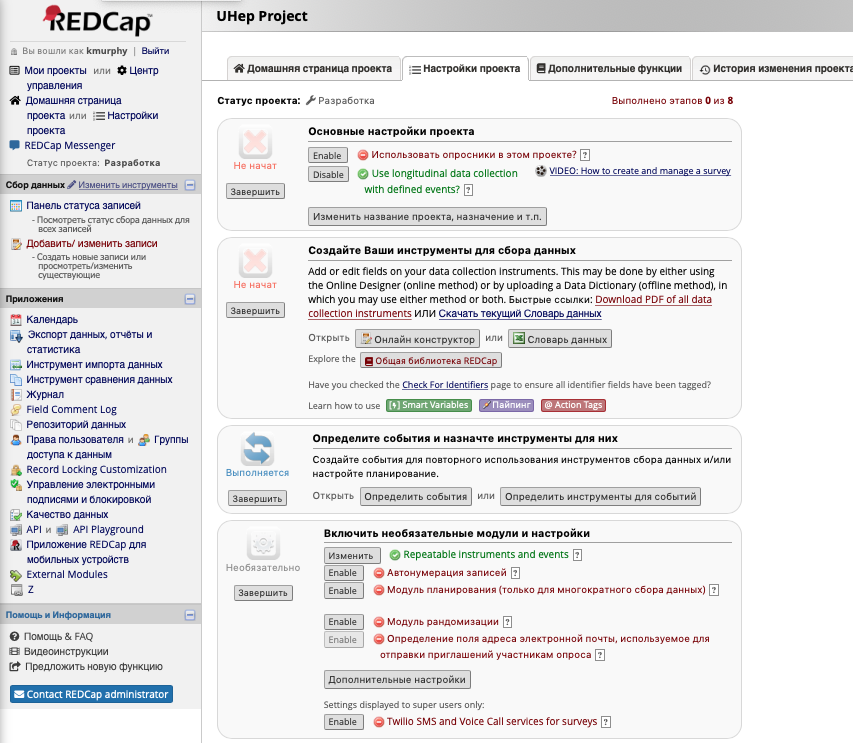 REDCap
Вы вошли как kmurphy | Выйти
Мои проекты или Центр
управления
Домашняя страница
проекта или Настройки
проекта
REDCap Messenger
Статус проекта: Разработка
Сбор данных Изменить инструменты
Панель статуса записей
- Посмотреть статус сбора данных для
всех записей
Добавить/ изменить записи
- Создать новые записи или
просмотреть/изменить
существующие
Приложения
Календарь
Экспорт данных, отчёты и
статистика
Инструмент импорта данных
Инструмент сравнения данных
Журнал
Field Comment Log
Репозиторий данных
Права пользователя и Группы
доступа к данным
Record Locking Customization
Управление электронными
подписями и блокировкой
Качество данных
API и API Playground
Приложение REDCap для
мобильных устройств
External Modules
Z
Помощь и Информация
Помощь & FAQ
Видеоинструкции
Предложить новую функцию
Contact REDCap administrator
UHep Project
Домашняя страница проекта
Настройки проекта
Дополнительные функции
История изменения проекта
Статус проекта: Разработка
Выполнено этапов 0 из 8
Не начат
Завершить
Основные настройки проекта
Enable Использовать опросники в этом проекте? ?
Disable Use longitudinal data collection
with defined events? ?
VIDEO: How to create and manage a survey
Изменить название проекта, назначение и т.п.
Не начат
Завершить
Создайте Ваши инструменты для сбора данных
Add or edit fields on your data collection instruments. This may be done by either using
the Online Designer (online method) or by uploading a Data Dictionary (offline method), in
which you may use either method or both. Быстрые ссылки: Download PDF of all data
collection instruments ИЛИ Скачать текущий Словарь данных
Открыть Онлайн конструктор или Словарь данных
Explore the Общая библиотека REDCap
Have you checked the Check For Identifiers page to ensure all identifier fields have been tagged?
Learn how to use Smart Variables Пайпинг @ Action Tags
Выполняется
Завершить
Определите события и назначте инструменты для них
Создайте события для повторного использования инструментов сбора данных и/или
настройте планирование.
Открыть Определить события или Определить инструменты для событий
Необязательно
Завершить
Включить необязательные модули и настройки
Изменить Repeatable instruments and events ?
Enable Автонумерация записей ?
Enable Модуль планирования (только для многократного сбора данных) ?
Enable Модуль рандомизации ?
Enable Определение поля адреса электронной почты, используемое для
отправки приглашений участникам опроса ?
Дополнительные настройки
Settings displayed to super users only:
Enable Twilio SMS and Voice Call services for surveys ?